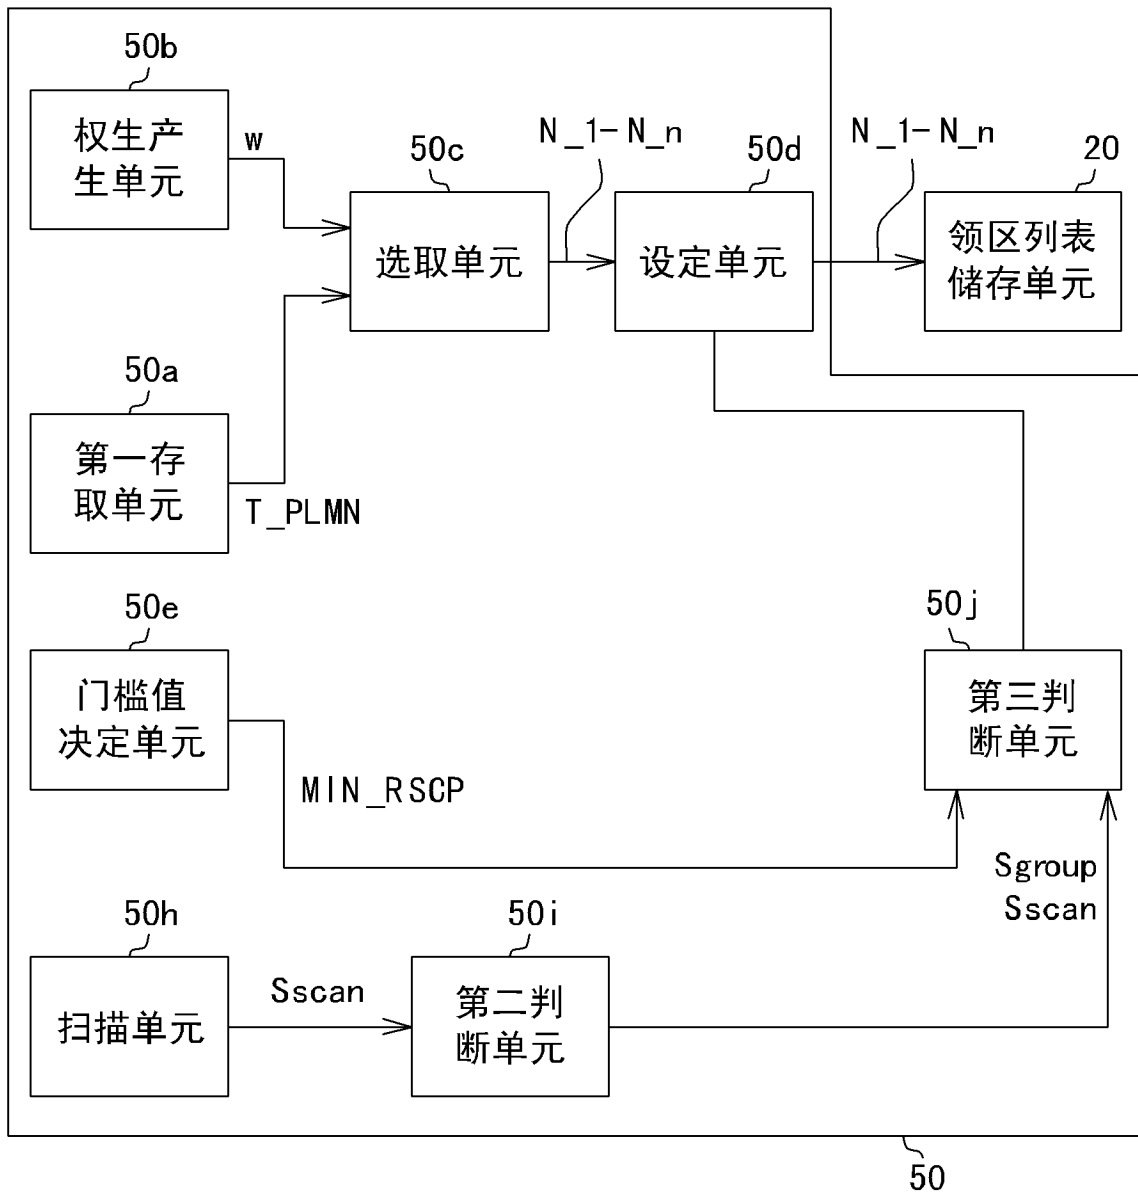 50b
权生产
生单元
w
50c
选取单元
N_1-N_n
50d
设定单元
N_1-N_n
20
领区列表
储存单元
50a
第一存
取单元
T_PLMN
50e
门槛值
决定单元
MIN_RSCP
50j
第三判
断单元
Sgroup
Sscan
50h
扫描单元
Sscan
50i
第二判
断单元
50